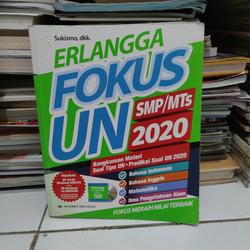 Sukismo, dkk.
ERLANGGA
FOKUS
UN
SMP/MTs
2020
Rangkuman Materi
Soal Tipe UN • Prediksi Soal UN 2020
Bahasa Indonesia
Bahasa Inggris
Matematika
Ilmu Pengetahuan Alam
FOKUS MERAIH NILAI TERBAIK